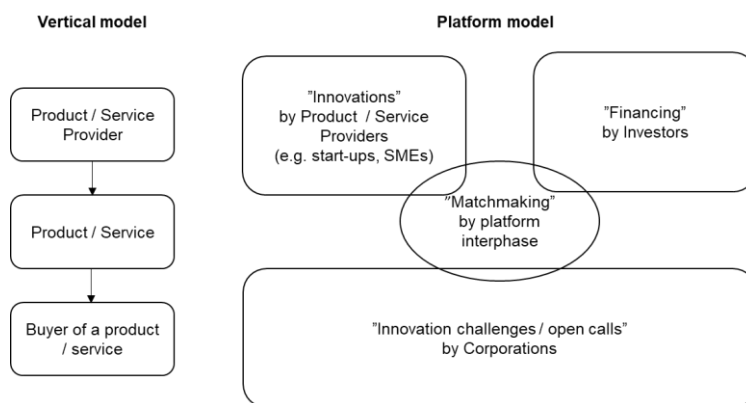 Vertical model
Product / Service
Provider
Product / Service
Buyer of a product
/ service
Platform model
”Innovations”
by Product / Service
Providers
(e.g. start-ups, SMEs)
”Financing”
by Investors
”Matchmaking”
by platform
interphase
”Innovation challenges / open calls”
by Corporations